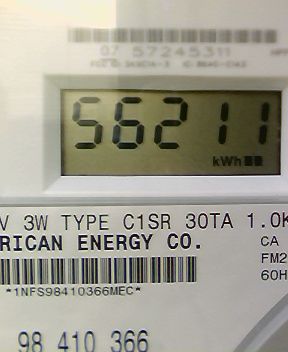 07 57245311
56211
kWh
V 3W TYPE C1SR 30TA 1.0K
RICAN ENERGY CO.
CA
FM2
60H
*1NFS98410366MEC*
98 410 366